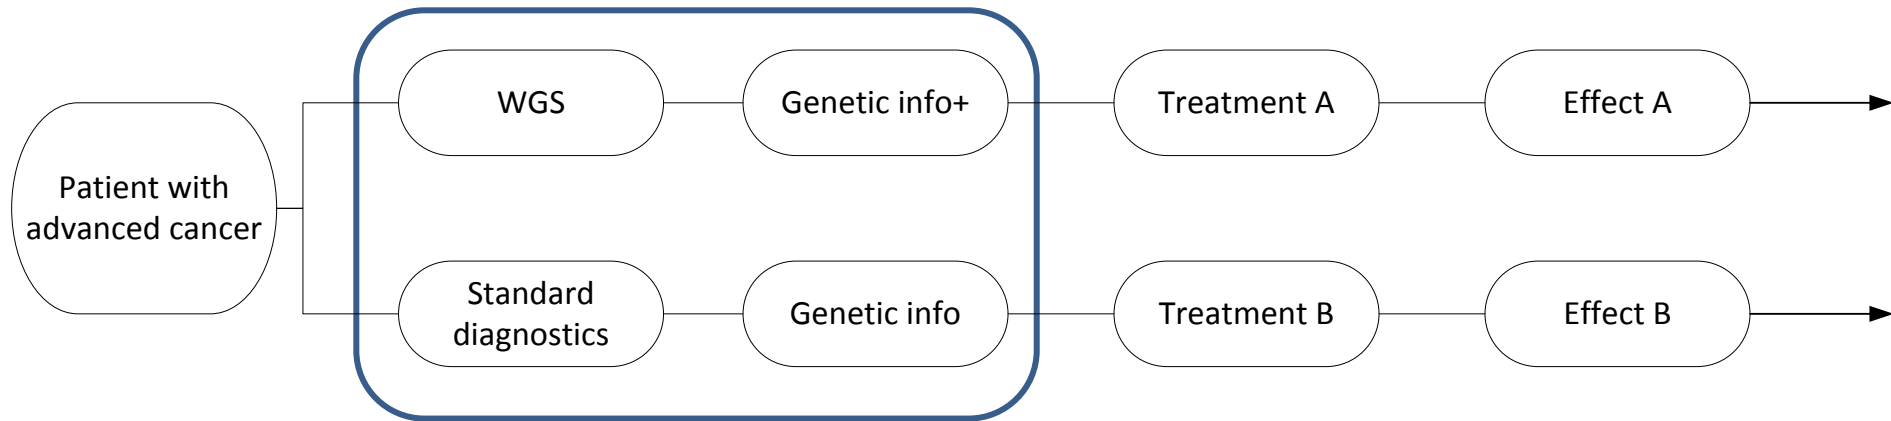 Patient with
advanced cancer
WGS
Genetic info+
Treatment A
Effect A
Standard
diagnostics
Genetic info
Treatment B
Effect B